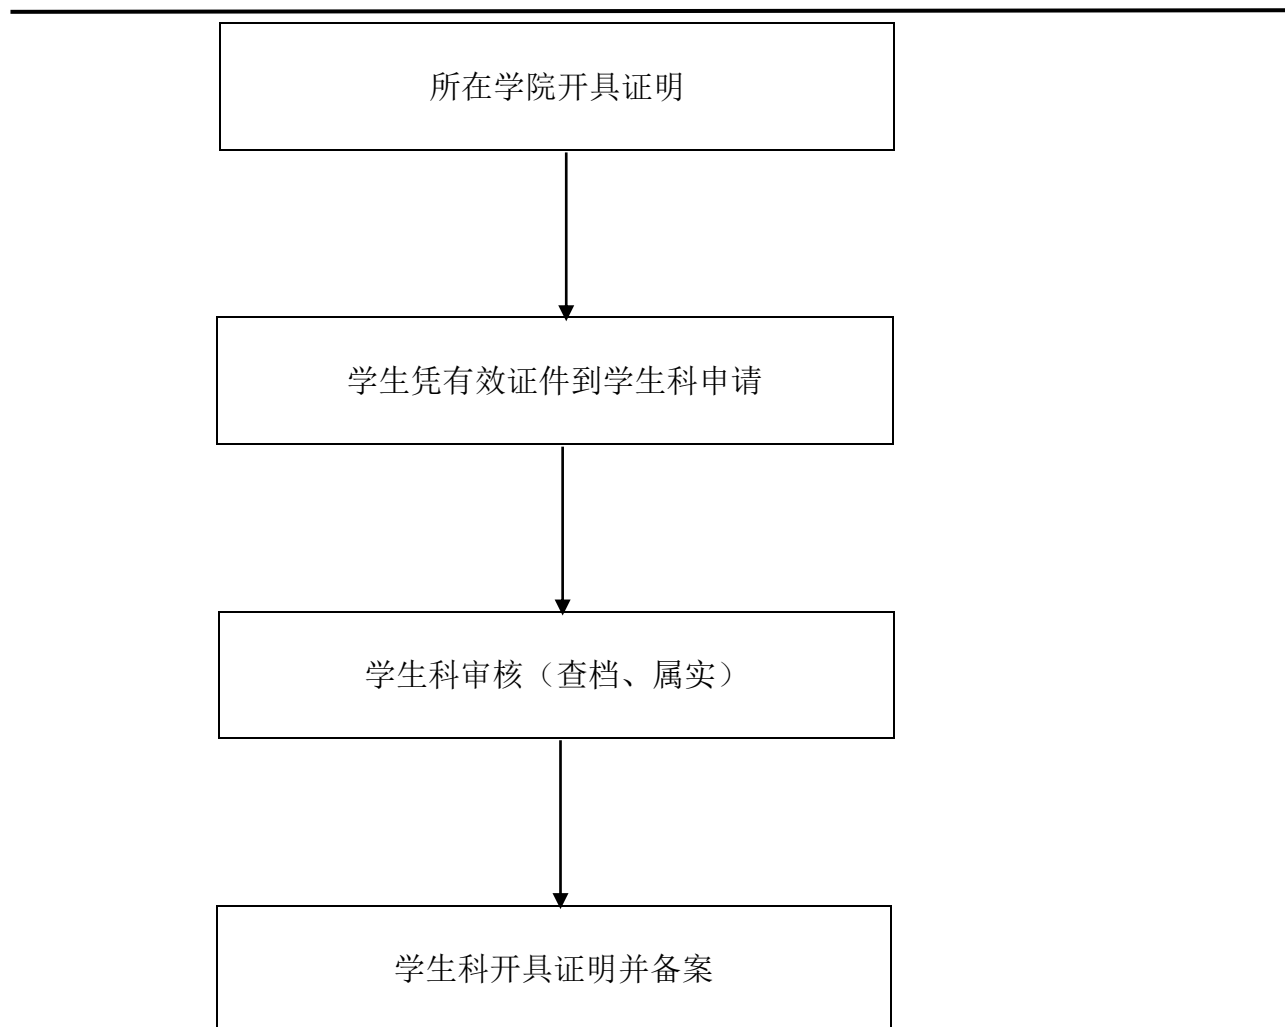 所在学院开具证明
学生凭有效证件到学生科申请
学生科审核（查档、属实）
学生科开具证明并备案